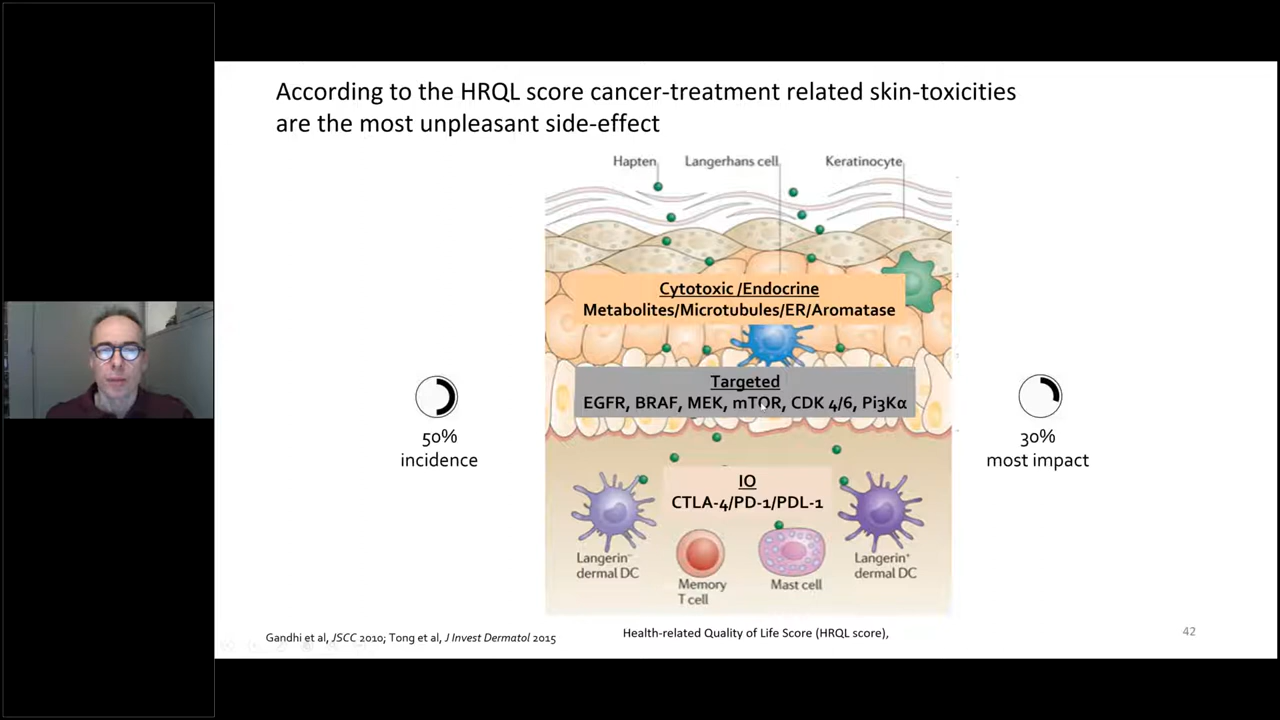 According to the HRQL score cancer-treatment related skin-toxicities
are the most unpleasant side-effect
Hapten
Langerhans cell
Keratinocyte
Cytotoxic /Endocrine
Metabolites/Microtubules/ER/Aromatase
Targeted
EGFR, BRAF, MEK, mTOR, CDK 4/6, Pi3Kα
50%
incidence
30%
most impact
IO
CTLA-4/PD-1/PDL-1
Langerin⁻
dermal DC
Memory
T cell
Mast cell
Langerin⁺
dermal DC
Gandhi et al, JSCC 2010; Tong et al, J Invest Dermatol 2015
Health-related Quality of Life Score (HRQL score),
42